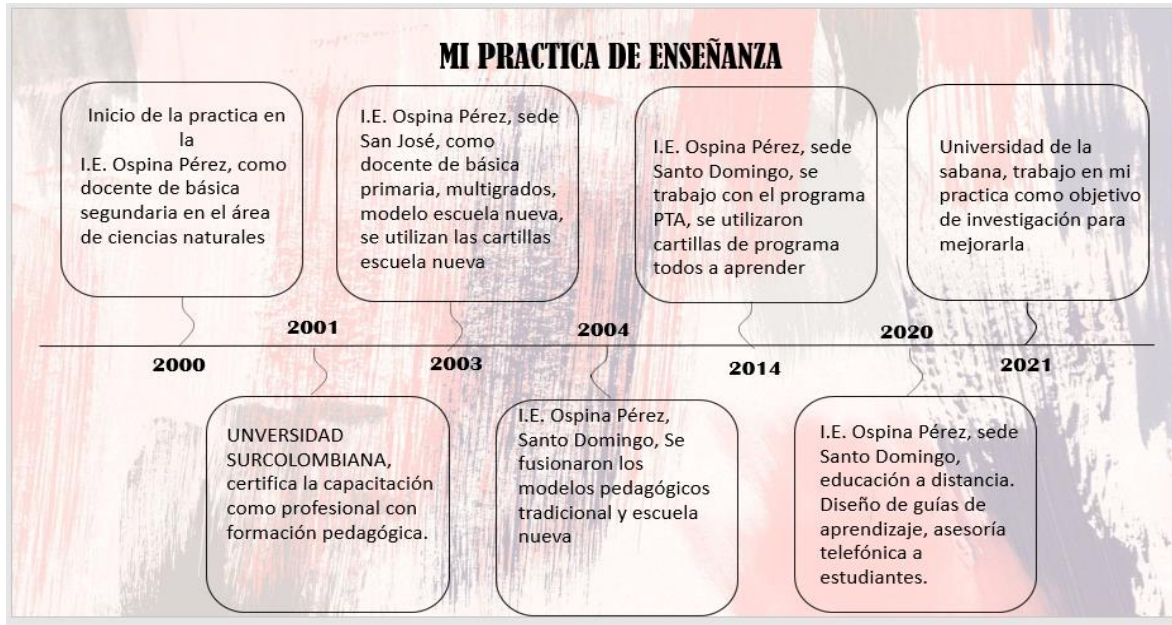 MI PRACTICA DE ENSEÑANZA
Inicio de la practica en
la
I.E. Ospina Pérez, como
docente de básica
segundaria en el área
de ciencias naturales
I.E. Ospina Pérez, sede
San José, como
docente de básica
primaria, multigrados,
modelo escuela nueva,
se utilizan las cartillas
escuela nueva
I.E. Ospina Pérez, sede
Santo Domingo, se
trabajo con el programa
PTA, se utilizaron
cartillas de programa
todos a aprender
Universidad de la
sabana, trabajo en mi
practica como objetivo
de investigación para
mejorarla
2001
2004
2020
2000
2003
2014
2021
UNVERSIDAD
SURCOLOMBIANA,
certifica la capacitación
como profesional con
formación pedagógica.
I.E. Ospina Pérez,
Santo Domingo, Se
fusionaron los
modelos pedagógicos
tradicional y escuela
nueva
I.E. Ospina Pérez, sede
Santo Domingo,
educación a distancia.
Diseño de guías de
aprendizaje, asesoría
telefónica a
estudiantes.